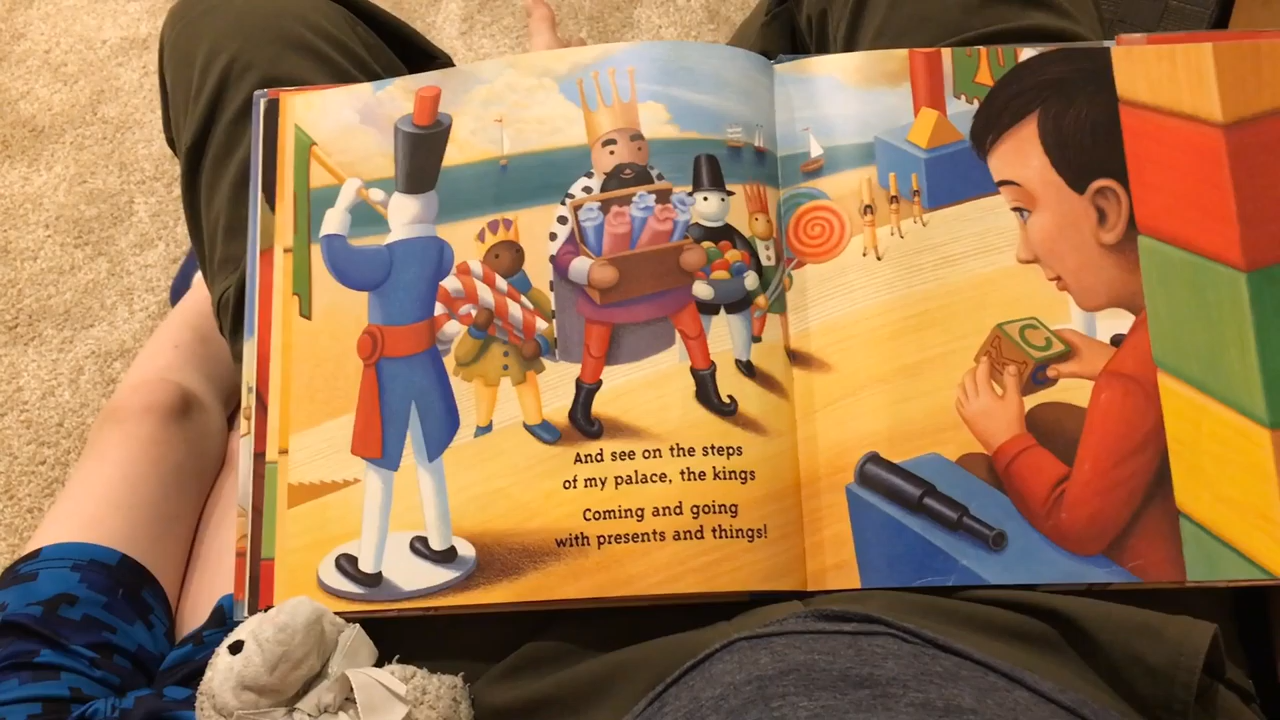 And see on the steps
of my palace, the kings
Coming and going
with presents and things!
C